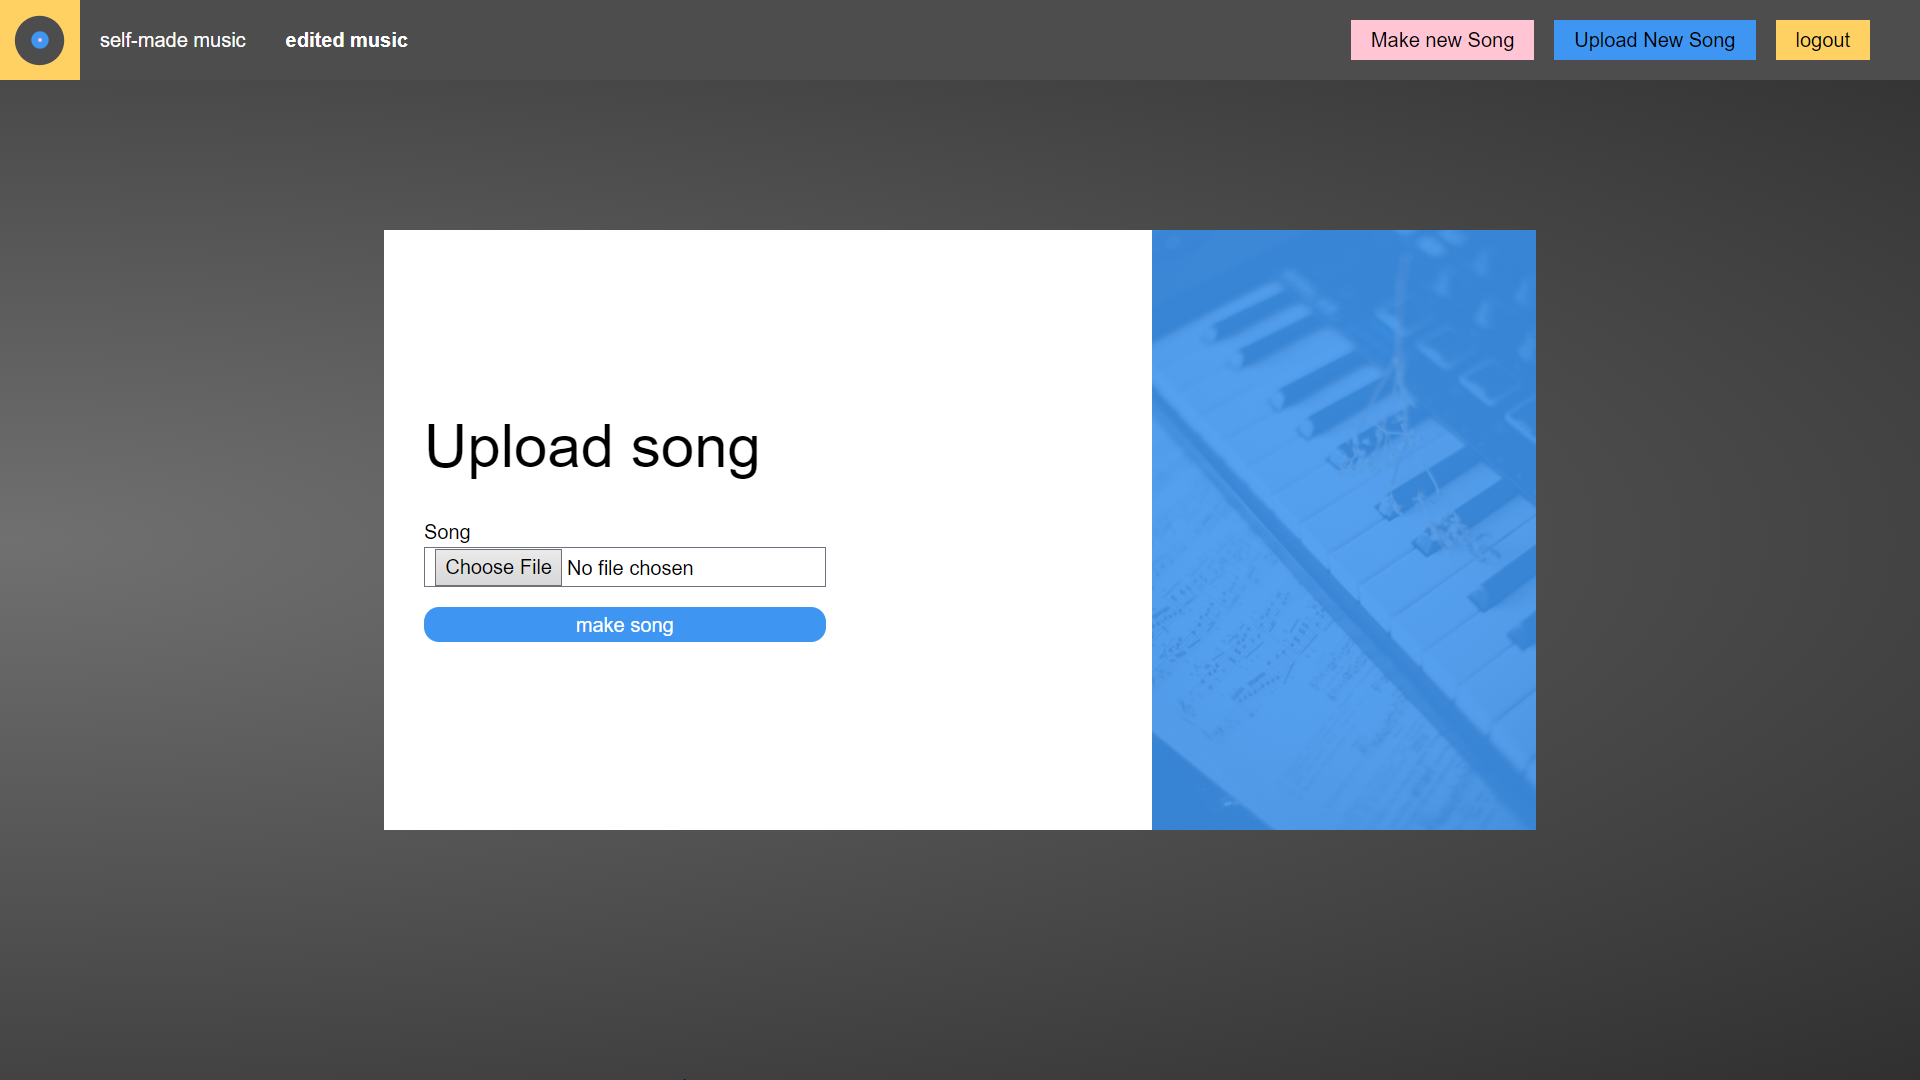 self-made music
edited music
Make new Song
Upload New Song
logout
Upload song
Song
Choose File No file chosen
make song